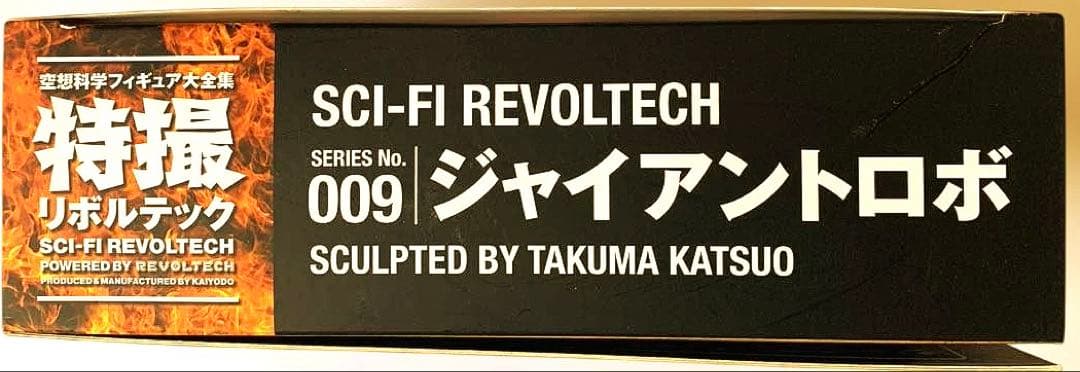 空想科学フィギュア大全集
特撮
リボルテック
SCI-FI REVOLTECH
POWERED BY REVOLTECH
PRODUCED & MANUFACTURED BY KAIYODO
SCI-FI REVOLTECH
SERIES No.
009
ジャイアントロボ
SCULPTED BY TAKUMA KATSUO